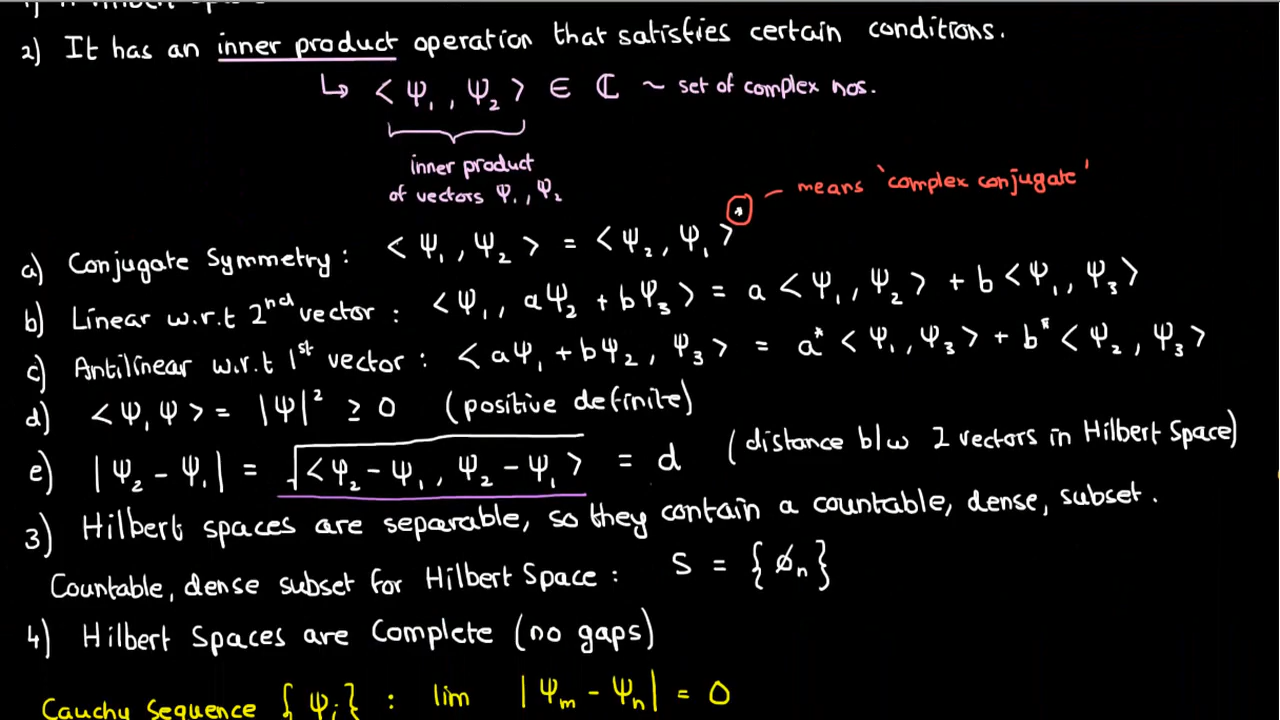 2) It has an inner product operation that satisfies certain conditions.
↳ < Ψ₁ , Ψ₂ > ∈ ℂ ~ set of complex nos.
inner product
of vectors Ψ₁ , Ψ₂
* – means 'complex conjugate'
a) Conjugate Symmetry : < Ψ₁ , Ψ₂ > = < Ψ₂ , Ψ₁ >*
b) Linear w.r.t 2nd vector : < Ψ₁ , aΨ₂ + bΨ₃ > = a < Ψ₁ , Ψ₂ > + b < Ψ₁ , Ψ₃ >
c) Antilinear w.r.t 1st vector : < aΨ₁ + bΨ₂ , Ψ₃ > = a* < Ψ₁ , Ψ₃ > + b* < Ψ₂ , Ψ₃ >
d) < Ψ , Ψ > = |Ψ|² ≥ 0 (positive definite)
e) |Ψ₂ - Ψ₁| = √< Ψ₂ - Ψ₁ , Ψ₂ - Ψ₁ > = d (distance b/w 2 vectors in Hilbert Space)
3) Hilbert spaces are separable, so they contain a countable, dense, subset.
Countable, dense subset for Hilbert Space : S = { ϕₙ }
4) Hilbert Spaces are Complete (no gaps)
Cauchy Sequence { Ψᵢ } : lim |Ψₘ - Ψₙ| = 0